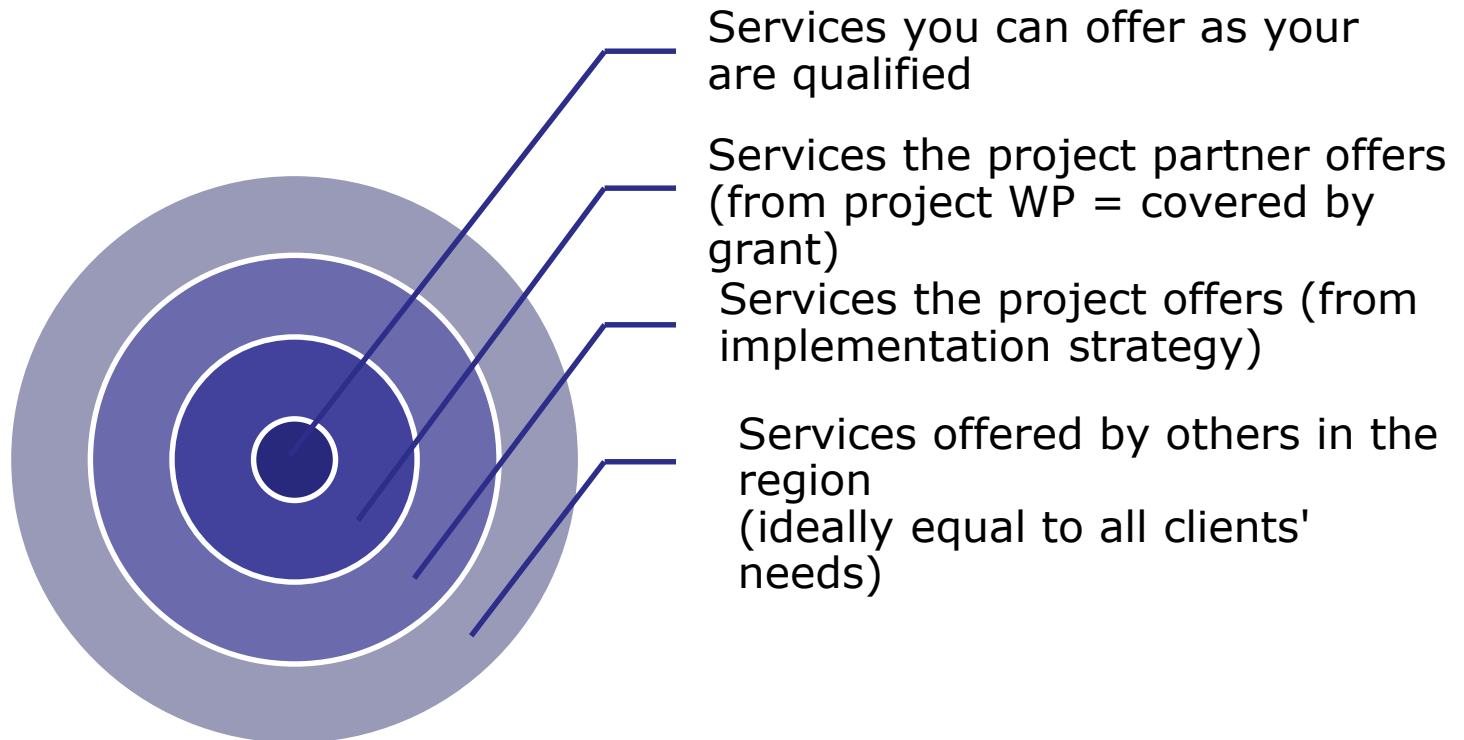 Services you can offer as your
are qualified
Services the project partner offers
(from project WP = covered by
grant)
Services the project offers (from
implementation strategy)
Services offered by others in the
region
(ideally equal to all clients'
needs)